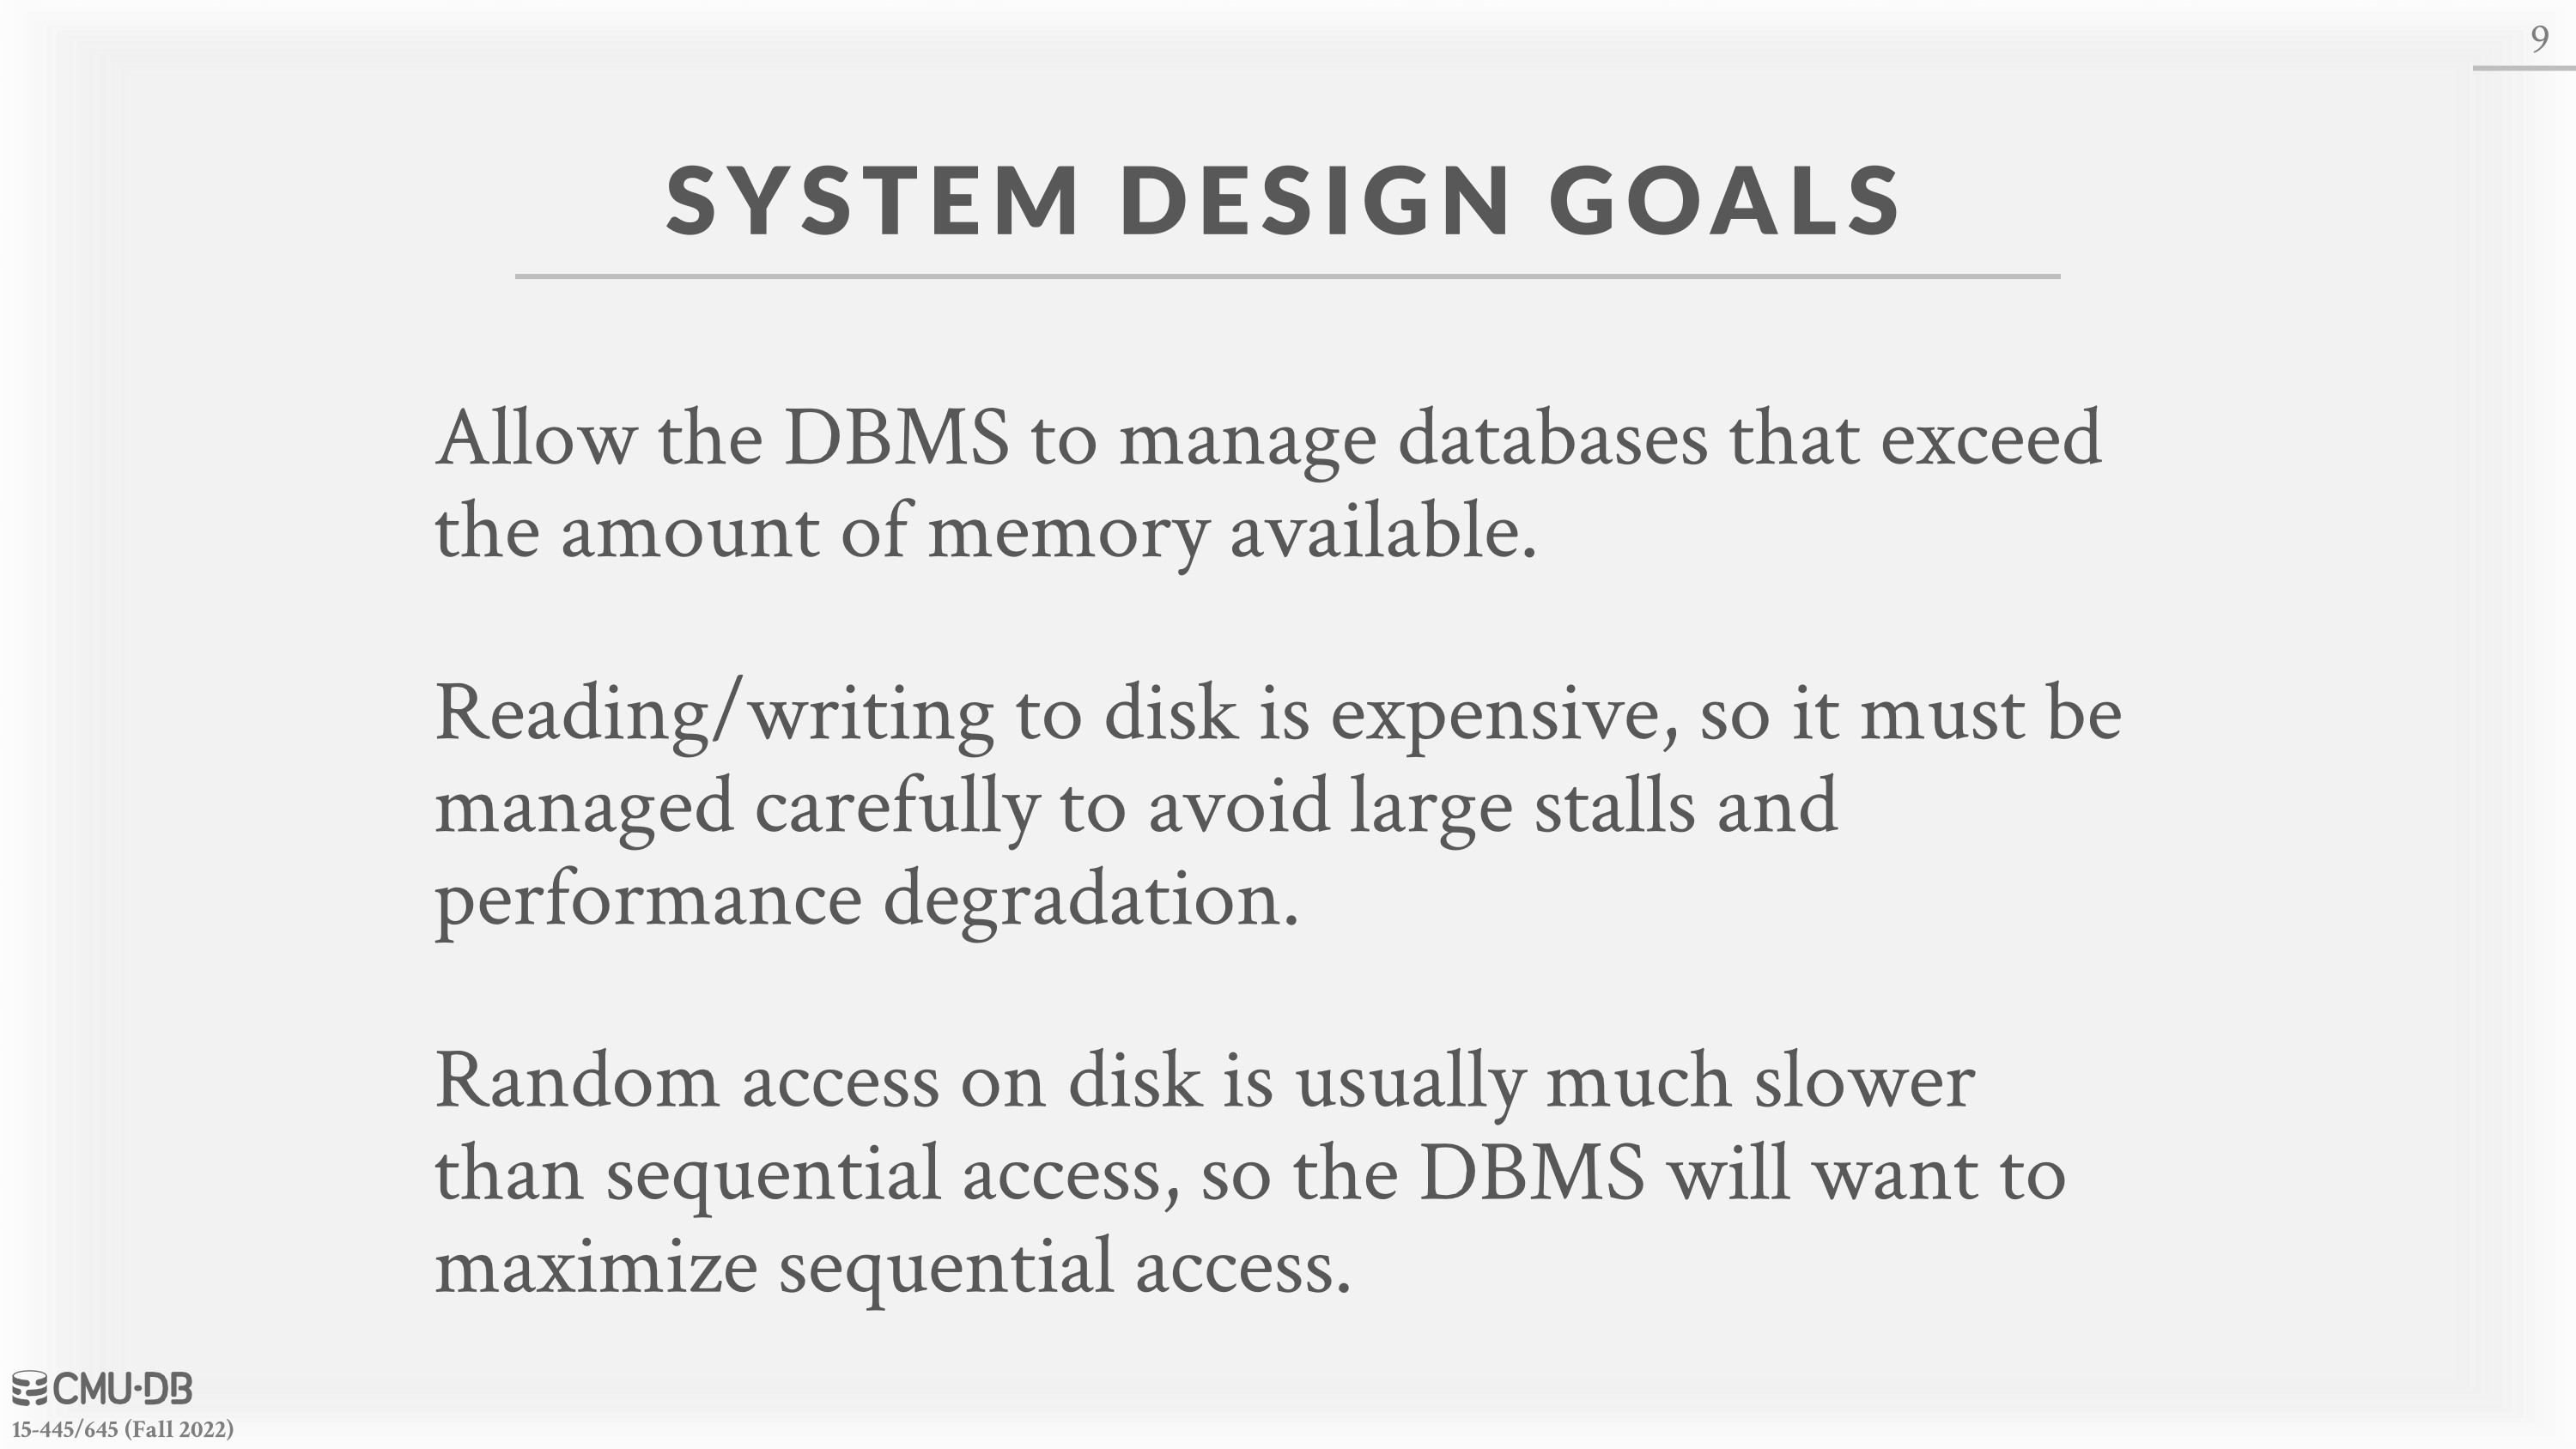 9
SYSTEM DESIGN GOALS
Allow the DBMS to manage databases that exceed
the amount of memory available.
Reading/writing to disk is expensive, so it must be
managed carefully to avoid large stalls and
performance degradation.
Random access on disk is usually much slower
than sequential access, so the DBMS will want to
maximize sequential access.
CMU·DB
15-445/645 (Fall 2022)